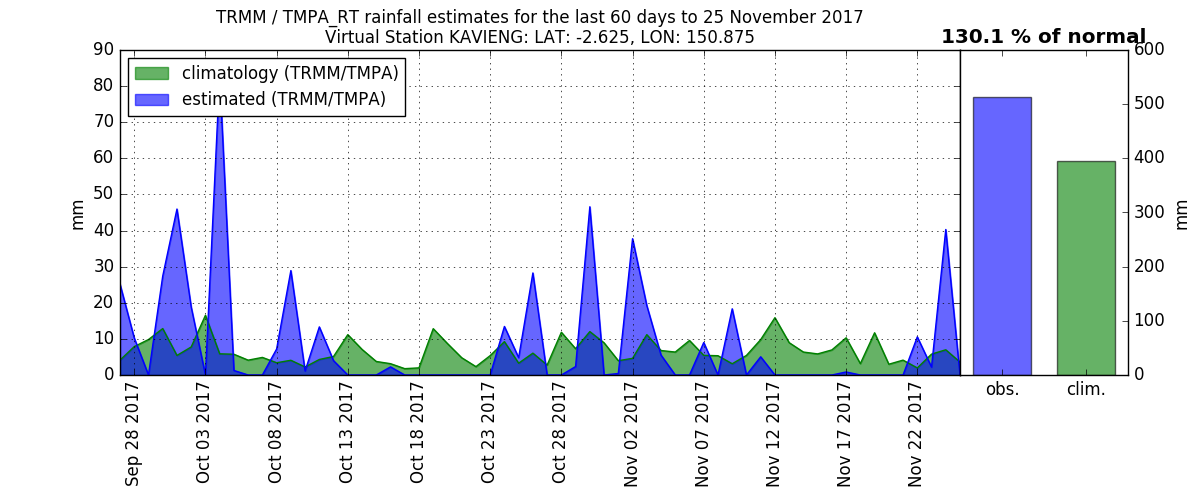 TRMM / TMPA_RT rainfall estimates for the last 60 days to 25 November 2017
Virtual Station KAVIENG: LAT: -2.625, LON: 150.875
130.1 % of normal
climatology (TRMM/TMPA)
estimated (TRMM/TMPA)
90
80
70
60
50
40
30
20
10
0
mm
Sep 28 2017
Oct 03 2017
Oct 08 2017
Oct 13 2017
Oct 18 2017
Oct 23 2017
Oct 28 2017
Nov 02 2017
Nov 07 2017
Nov 12 2017
Nov 17 2017
Nov 22 2017
600
500
400
300
200
100
0
mm
obs.
clim.